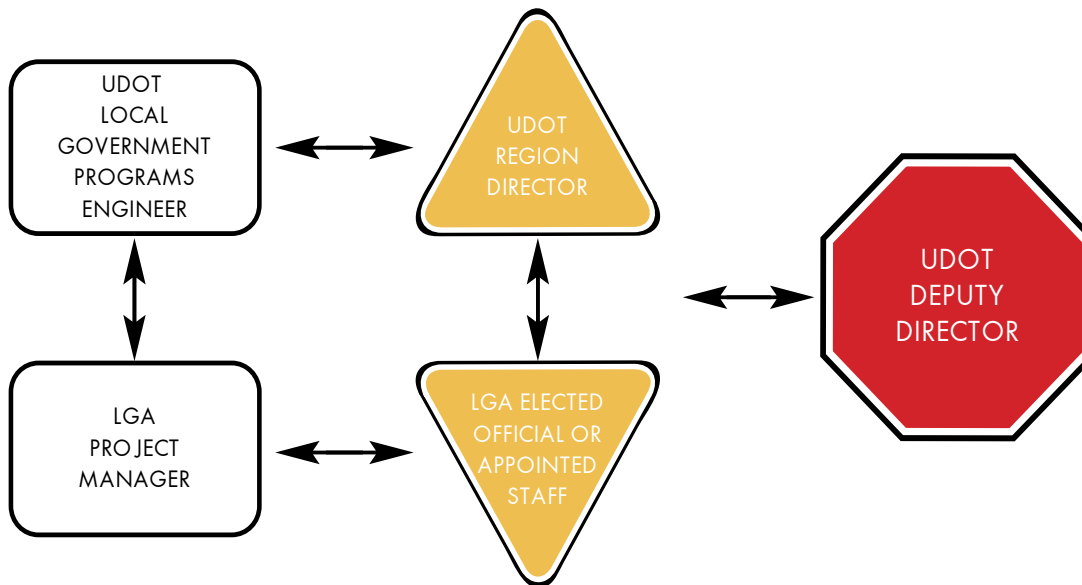 UDOT
LOCAL
GOVERNMENT
PROGRAMS
ENGINEER
UDOT
REGION
DIRECTOR
UDOT
DEPUTY
DIRECTOR
LGA
PROJECT
MANAGER
LGA ELECTED
OFFICIAL OR
APPOINTED
STAFF